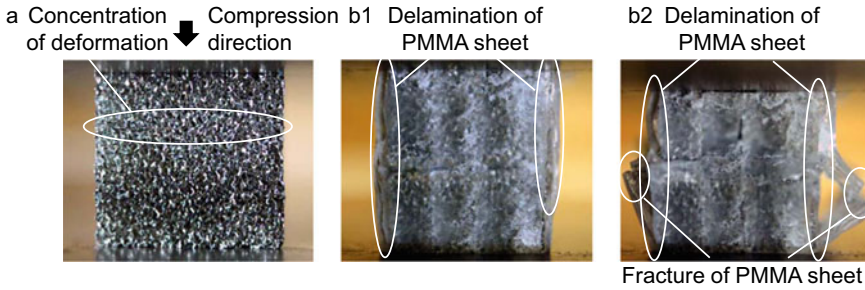 a Concentration of deformation
Compression direction
b1 Delamination of PMMA sheet
b2 Delamination of PMMA sheet
Fracture of PMMA sheet